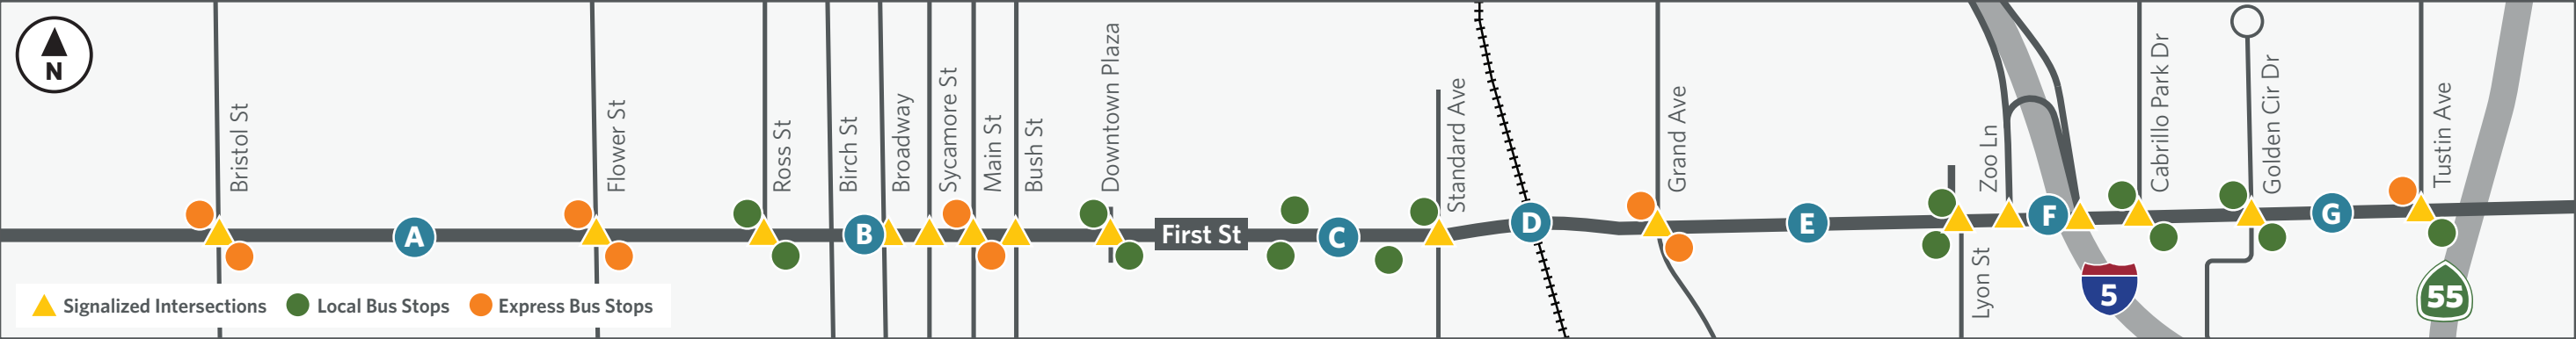 N
Bristol St
Flower St
Ross St
Birch St
Broadway
Sycamore St
Main St
Bush St
Downtown Plaza
Standard Ave
Grand Ave
Zoo Ln
Cabrillo Park Dr
Golden Cir Dr
Tustin Ave
A
B
First St
C
D
E
F
G
Lyon St
5
55
Signalized Intersections
Local Bus Stops
Express Bus Stops